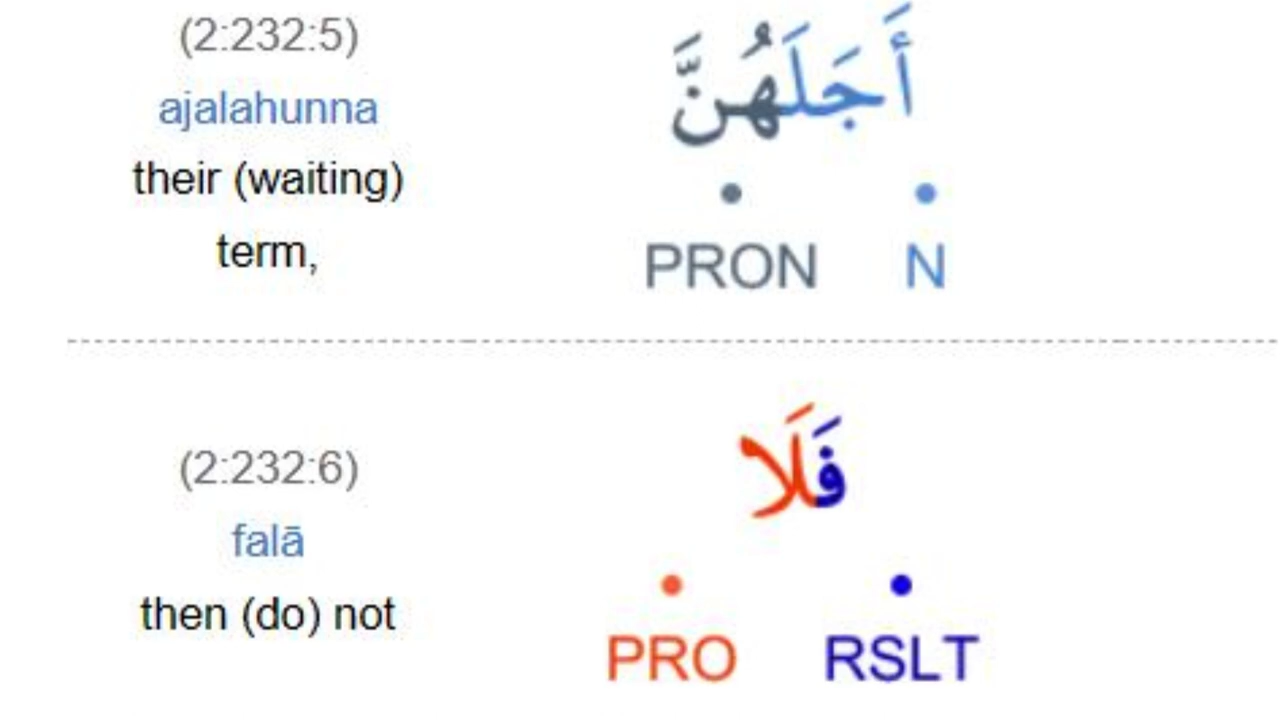 (2:232:5)
ajalahunna
their (waiting)
term,
أَجَلَهُنَّ
PRON N
(2:232:6)
falā
then (do) not
فَلَا
PRO RSLT